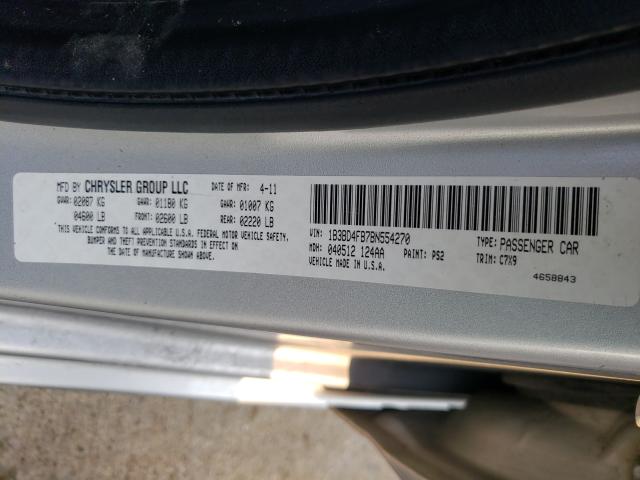 MFD BY CHRYSLER GROUP LLC DATE OF MFR: 4-11
GVWR: 02087 KG GAWR: 01180 KG GAWR: 01007 KG
04600 LB FRONT: 02600 LB REAR: 02220 LB
THIS VEHICLE CONFORMS TO ALL APPLICABLE U.S.A. FEDERAL MOTOR VEHICLE SAFETY,
BUMPER AND THEFT PREVENTION STANDARDS IN EFFECT ON
THE DATE OF MANUFACTURE SHOWN ABOVE.
VIN: 1B3BD4FB7BN554270 TYPE: PASSENGER CAR
MDH: 040512 124AA PAINT: PS2 TRIM: C7X9
VEHICLE MADE IN U.S.A.
4658843